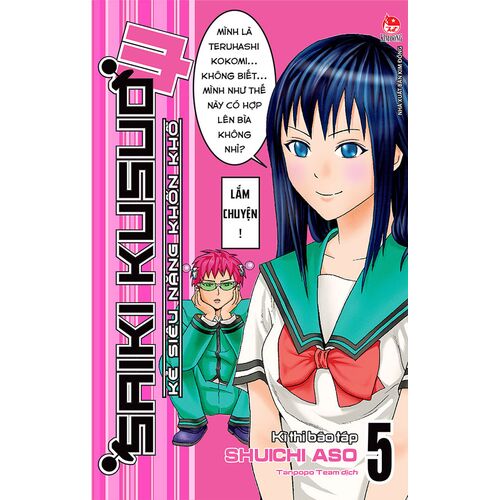 SAIKI KUSUO
KẺ SIÊU NĂNG KHỐN KHỔ
MÌNH LÀ
TERUHASHI
KOKOMI...
KHÔNG BIẾT...
MÌNH NHƯ THẾ
NÀY CÓ HỢP
LÊN BÌA
KHÔNG
NHỈ?
LẮM
CHUYỆN
!
KIM ĐỒNG
NHÀ XUẤT BẢN KIM ĐỒNG
Kì thi bão táp
SHUICHI ASO
Tanpopo Team dịch
5